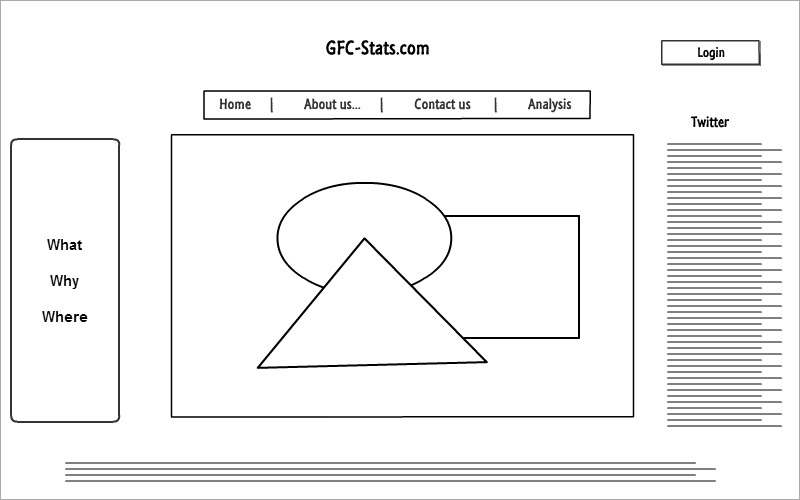 GFC-Stats.com
Login
Home | About us... | Contact us | Analysis
Twitter
What
Why
Where